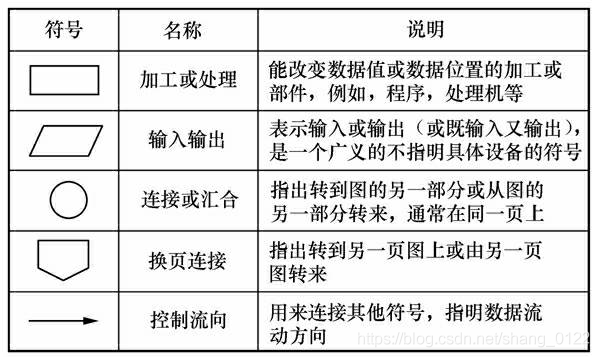 符号 名称 说明
加工或处理 能改变数据值或数据位置的加工或
部件，例如，程序，处理机等
输入输出 表示输入或输出（或既输入又输出），
是一个广义的不指明具体设备的符号
连接或汇合 指出转到图的另一部分或从图的
另一部分转来，通常在同一页上
换页连接 指出转到另一页图上或由另一页
图转来
控制流向 用来连接其他符号，指明数据流
动方向
https://blog.csdn.net/shang_0122